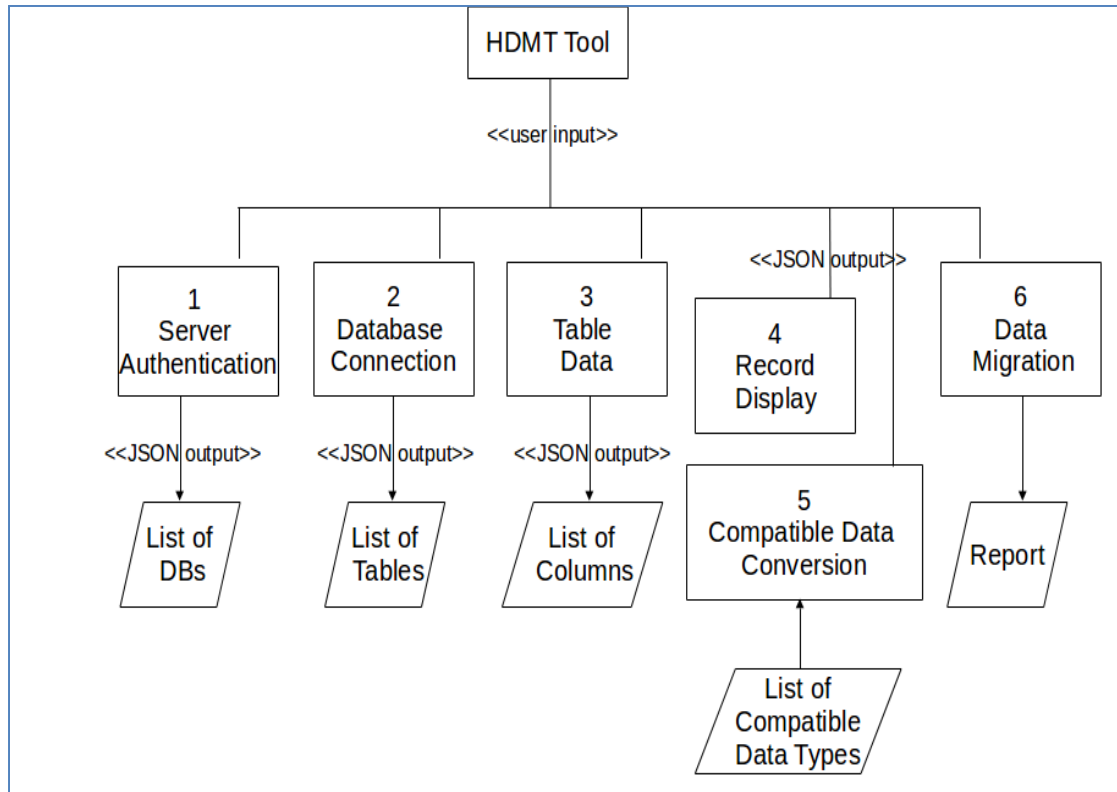 HDMT Tool
<<user input>>
1
Server
Authentication
<<JSON output>>
List of
DBs
2
Database
Connection
<<JSON output>>
List of
Tables
3
Table
Data
<<JSON output>>
List of
Columns
<<JSON output>>
4
Record
Display
5
Compatible Data
Conversion
List of
Compatible
Data Types
6
Data
Migration
Report